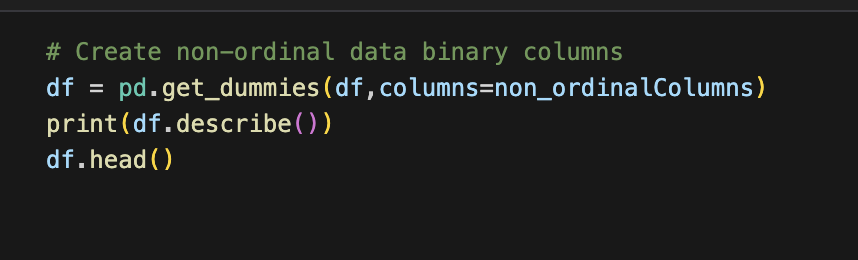 # Create non-ordinal data binary columns
df = pd.get_dummies(df,columns=non_ordinalColumns)
print(df.describe())
df.head()